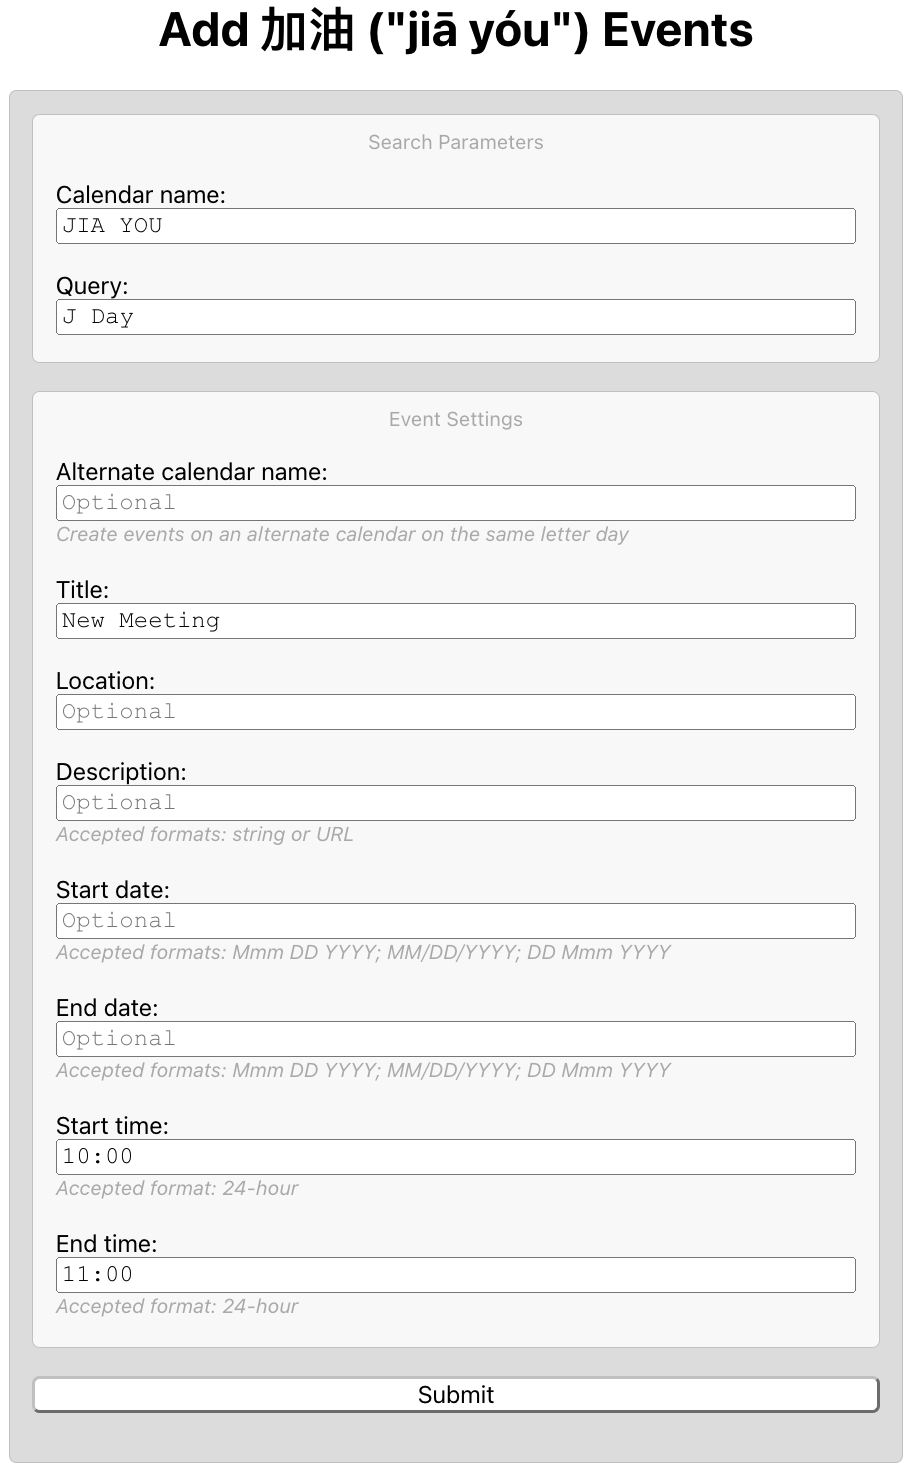 Add 加油 ("jiā yóu") Events
Search Parameters
Calendar name:
JIA YOU
Query:
J Day
Event Settings
Alternate calendar name:
Optional
Create events on an alternate calendar on the same letter day
Title:
New Meeting
Location:
Optional
Description:
Optional
Accepted formats: string or URL
Start date:
Optional
Accepted formats: Mmm DD YYYY; MM/DD/YYYY; DD Mmm YYYY
End date:
Optional
Accepted formats: Mmm DD YYYY; MM/DD/YYYY; DD Mmm YYYY
Start time:
10:00
Accepted format: 24-hour
End time:
11:00
Accepted format: 24-hour
Submit